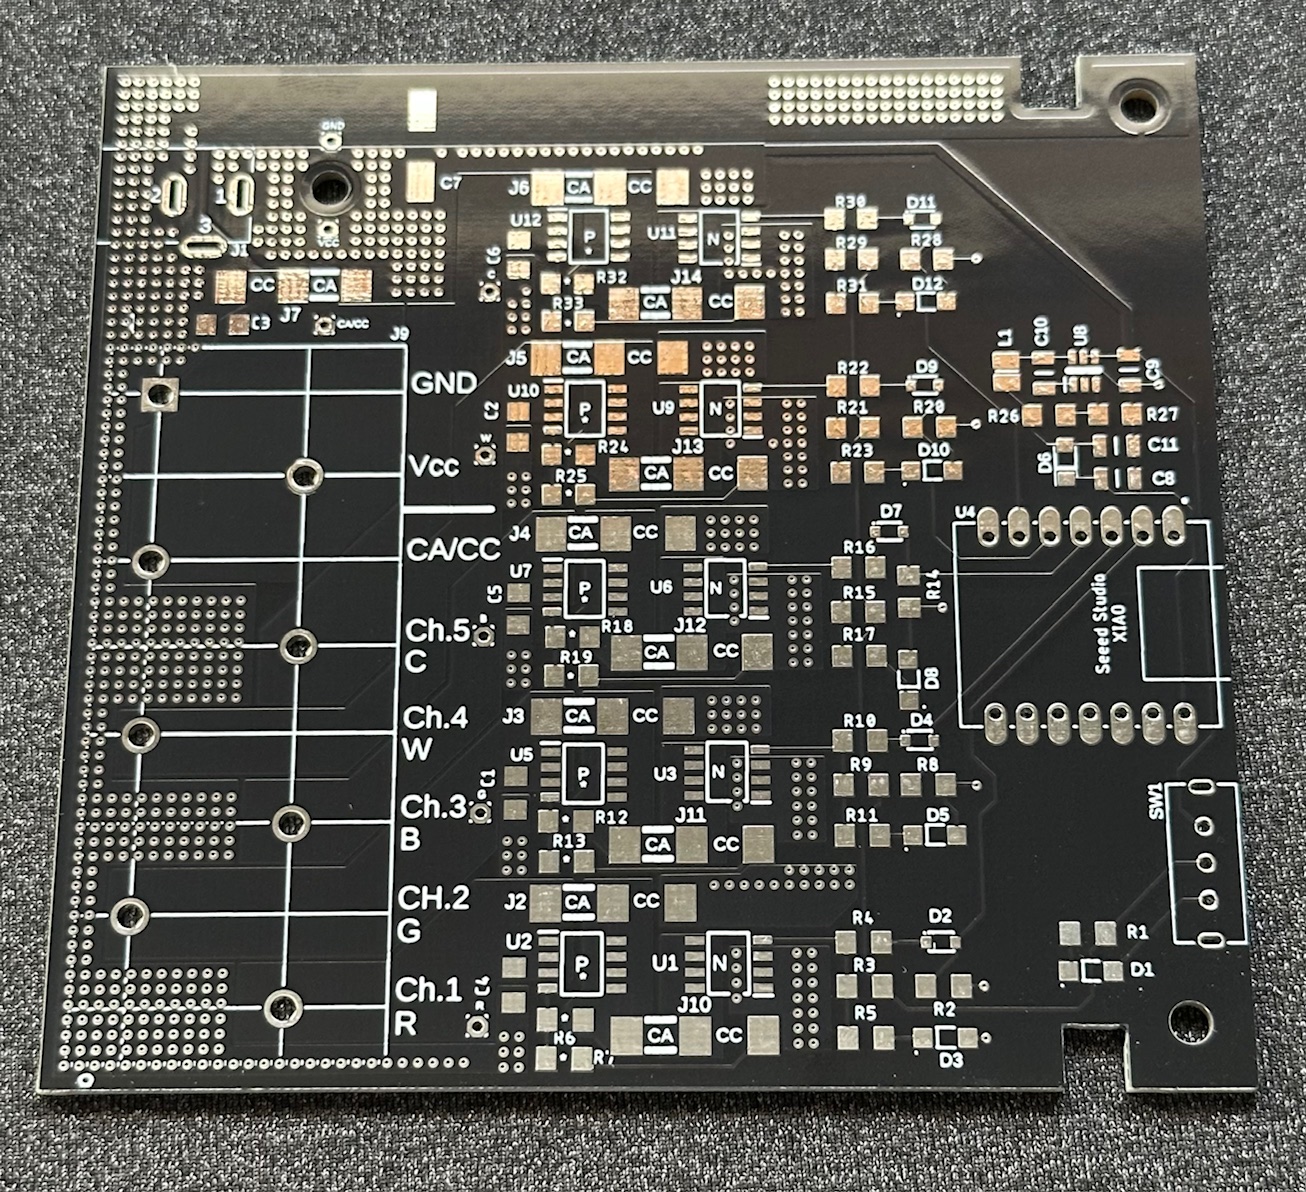 GND
2
1
3
J1
VCC
C7
J6 CA CC
U12
P
*
U11
N
R30 D11
R29 R28
R31 D12
C6
C
R32
J14
R33
CA CC
CC CA
J7
C3
CA/CC
J9
J5 CA CC
U10
P
*
U9
N
R22 D9
R21 R20
R23 D10
C2
W
R24
J13
R25
CA CC
L1
C10
U8
C9
R26
R27
D6
C11
C8
GND
Vcc
CA/CC
Ch.5
C
Ch.4
W
Ch.3
B
CH.2
G
Ch.1
R
J4 CA CC
U7
P
*
U6
N
D7
R16
R15
R14
R17
D8
C5
B
R18
J12
R19
CA CC
U4
Seeed Studio
XIAO
J3 CA CC
U5
P
*
U3
N
R10 D4
R9 R8
R11 D5
C1
G
R12
J11
R13
CA CC
SW1
J2 CA CC
U2
P
*
U1
N
R4 D2
R3
R2
R5
D3
C4
R
J10
R6
CA CC
R1
D1